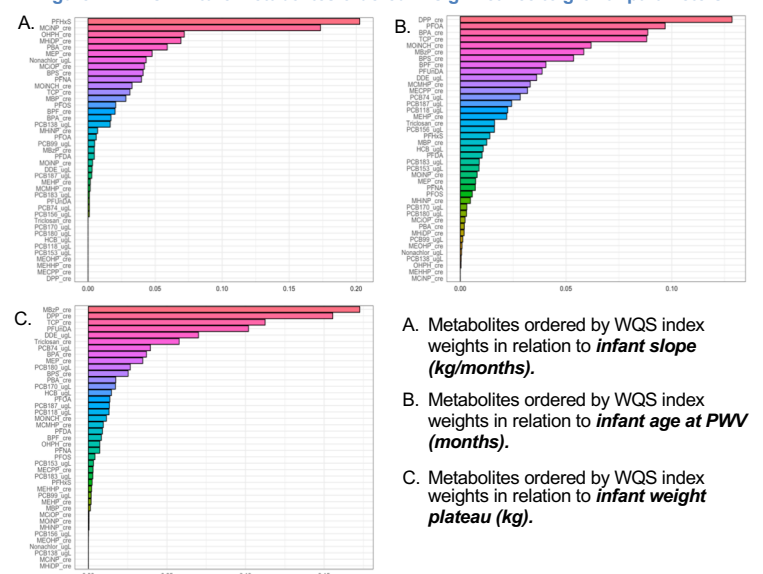 A.
PFHxS
MCiNP_cre
OHPH_cre
MHiDP_cre
PBA_cre
MEP_cre
Nonachlor_ugL
MCiOP_cre
BPS_cre
PFNA
MOiNCH_cre
TCP_cre
MBP_cre
PFOS
BPF_cre
BPA_cre
PCB138_ugL
MHiNP_cre
PFOA
PCB99_ugL
MBzP_cre
PFDA
MOiNP_cre
DDE_ugL
PCB187_ugL
MEHP_cre
MCMHP_cre
PCB183_ugL
PFUnDA
PCB74_ugL
PCB156_ugL
Triclosan_cre
PCB170_ugL
PCB180_ugL
HCB_ugL
PCB118_ugL
PCB153_ugL
MEOHP_cre
MEHHP_cre
MECPP_cre
DPP_cre
0.00 0.05 0.10 0.15 0.20
B.
DPP_cre
PFOA
BPA_cre
TCP_cre
MOiNCH_cre
MBzP_cre
BPS_cre
BPF_cre
PFUnDA
DDE_ugL
MCMHP_cre
MECPP_cre
PCB74_ugL
PCB187_ugL
PCB118_ugL
MEHP_cre
Triclosan_cre
PCB156_ugL
PFHxS
MBP_cre
HCB_ugL
PFDA
PCB183_ugL
PCB153_ugL
MOiNP_cre
MEP_cre
PFNA
PFOS
MHiNP_cre
PCB170_ugL
PCB180_ugL
MCiOP_cre
PBA_cre
MHiDP_cre
PCB99_ugL
MEOHP_cre
Nonachlor_ugL
PCB138_ugL
OHPH_cre
MEHHP_cre
MCiNP_cre
0.00 0.05 0.10
C.
MBzP_cre
DPP_cre
TCP_cre
PFUnDA
DDE_ugL
Triclosan_cre
PCB74_ugL
BPA_cre
MEP_cre
PCB180_ugL
BPS_cre
PBA_cre
PCB170_ugL
HCB_ugL
PFOA
PCB187_ugL
PCB118_ugL
MOiNCH_cre
MCMHP_cre
PFDA
BPF_cre
OHPH_cre
PFNA
PFOS
PCB153_ugL
MECPP_cre
PCB183_ugL
PFHxS
MEHHP_cre
PCB99_ugL
MEHP_cre
MBP_cre
MCiOP_cre
MOiNP_cre
MHiNP_cre
PCB156_ugL
MEOHP_cre
Nonachlor_ugL
PCB138_ugL
MCiNP_cre
MHiDP_cre
A. Metabolites ordered by WQS index
weights in relation to infant slope
(kg/months).
B. Metabolites ordered by WQS index
weights in relation to infant age at PWV
(months).
C. Metabolites ordered by WQS index
weights in relation to infant weight
plateau (kg).